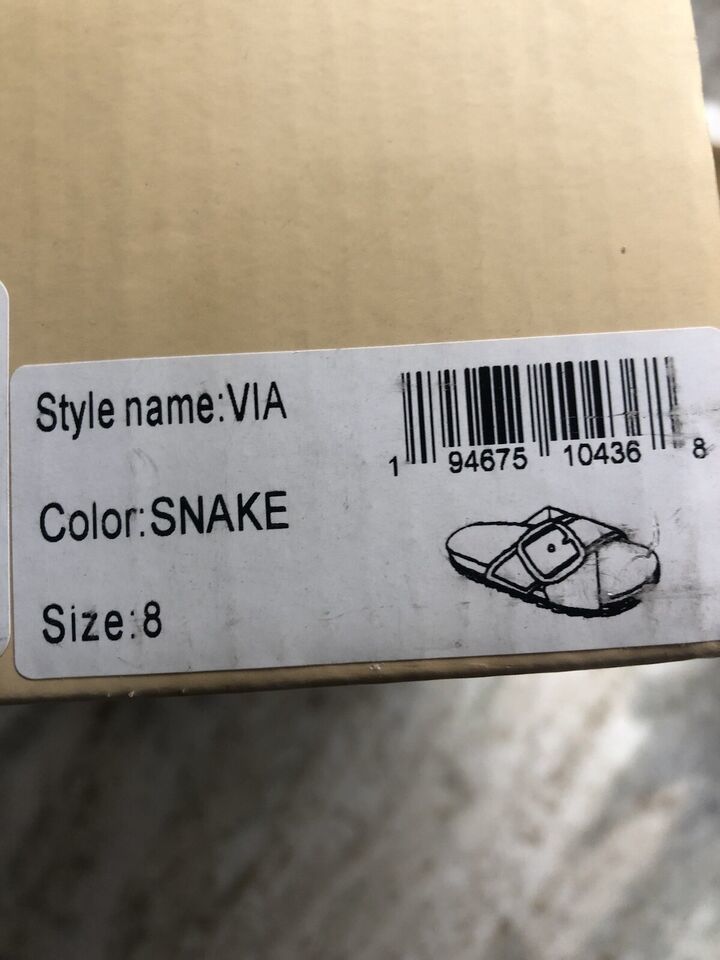 Style name:VIA
1 94675 10436 8
Color:SNAKE
Size:8